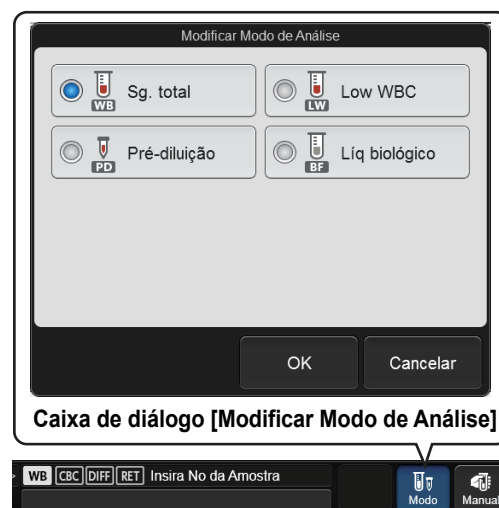 Modificar Modo de Análise
WB Sg. total
LW Low WBC
PD Pré-diluição
BF Líq biológico
OK Cancelar
Caixa de diálogo [Modificar Modo de Análise]
WB CBC DIFF RET Insira No da Amostra
Modo Manual